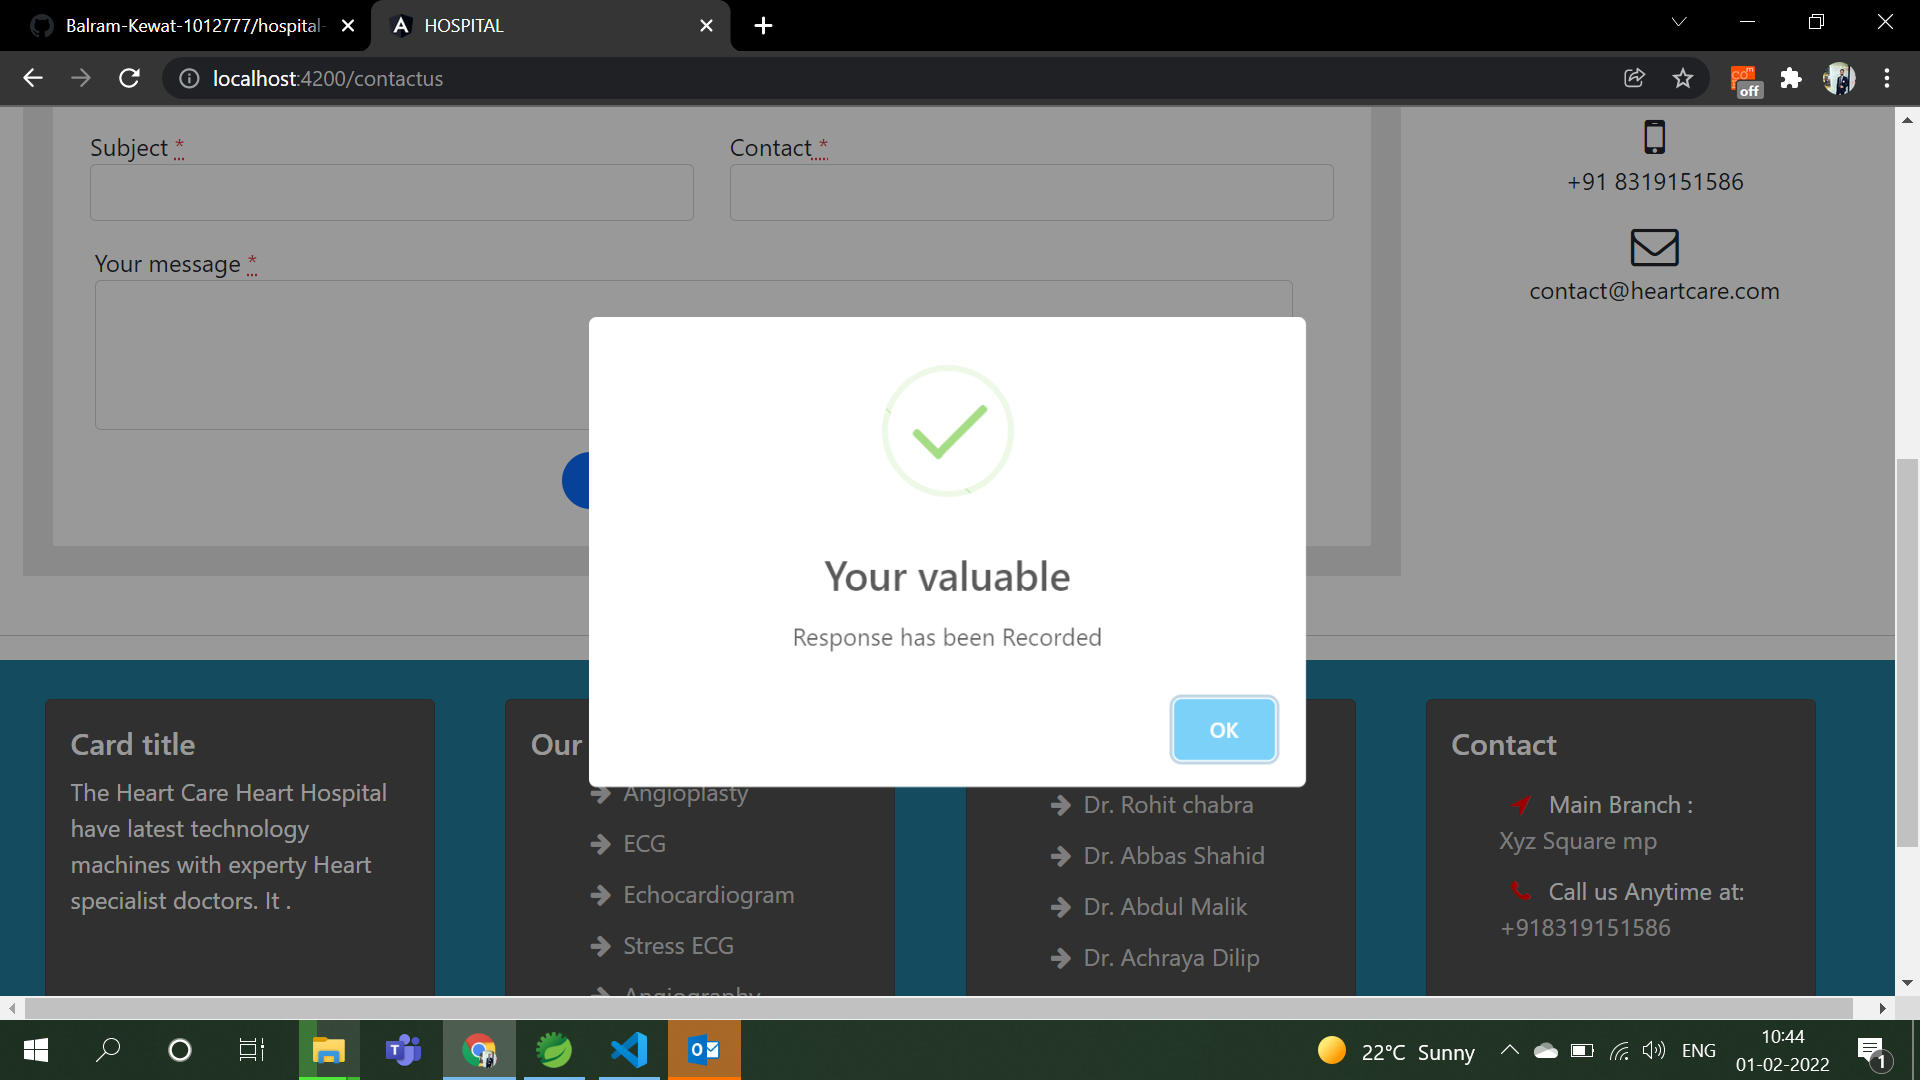 Balram-Kewat-1012777/hospital-
HOSPITAL
localhost:4200/contactus
off
Subject *
Contact *
Your message *
+91 8319151586
contact@heartcare.com
Your valuable
Response has been Recorded
OK
Card title
The Heart Care Heart Hospital
have latest technology
machines with experty Heart
specialist doctors. It .
Our
Angioplasty
ECG
Echocardiogram
Stress ECG
Angiography
Dr. Rohit chabra
Dr. Abbas Shahid
Dr. Abdul Malik
Dr. Achraya Dilip
Contact
Main Branch :
Xyz Square mp
Call us Anytime at:
+918319151586
22°C Sunny
ENG
10:44
01-02-2022
1